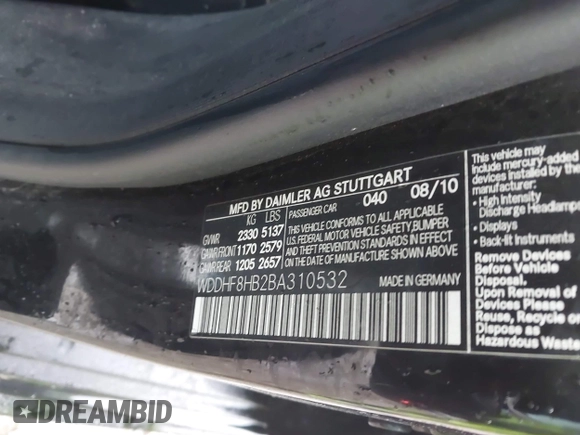 MFD BY DAIMLER AG STUTTGART
KG LBS
PASSENGER CAR 040 08/10
GVWR 2330 5137
GAWR FRONT 1170 2579
GAWR REAR 1205 2657
THIS VEHICLE CONFORMS TO ALL APPLICABLE
U.S. FEDERAL MOTOR VEHICLE SAFETY,BUMPER
AND THEFT PREVENTION STANDARDS IN EFFECT
ON THE DATE OF MANUFACTURE SHOWN ABOVE.
WDDHF8HB2BA310532
MADE IN GERMANY
This vehicle may
include mercury-added
devices installed by the
manufacturer:
• High Intensity
Discharge Headlamps
• Displays
• Back-lit Instruments
Remove Devices
Before Vehicle
Disposal.
Upon Removal of
Devices Please
Reuse, Recycle or
Dispose as
Hazardous Waste
DREAMBID